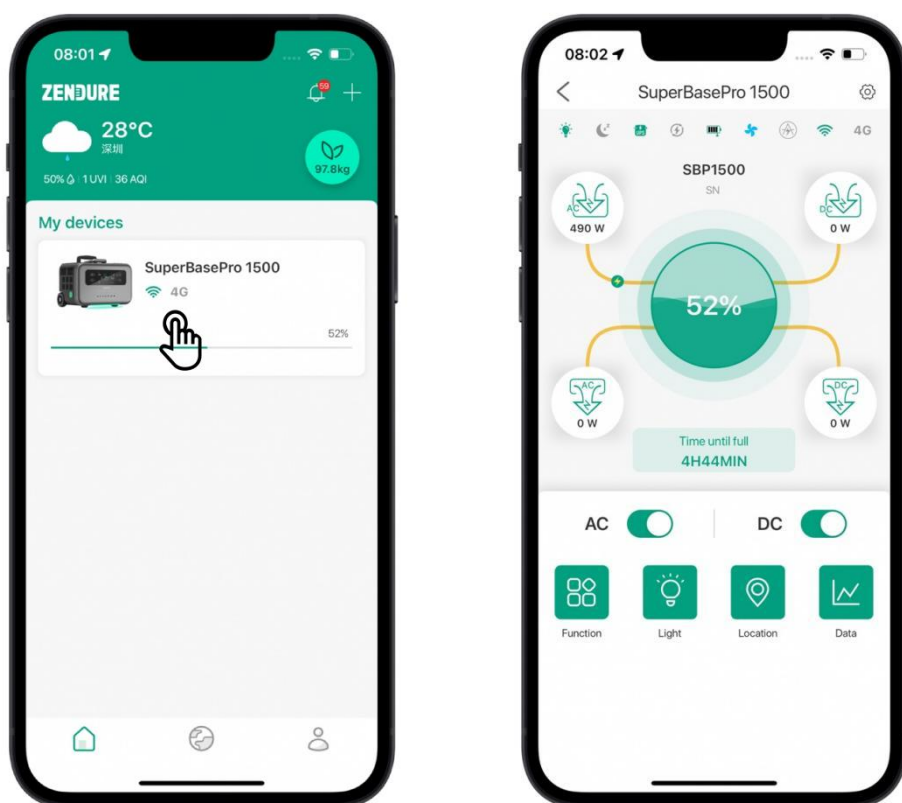 08:01
ZENDURE
59
28°C
深圳
50% 1 UVI 36 AQI
97.8kg
My devices
SuperBasePro 1500
4G
52%
08:02
SuperBasePro 1500
4G
SBP1500
SN
AC
490 W
DC
0 W
52%
AC
0 W
DC
0 W
Time until full
4H44MIN
AC
DC
Function
Light
Location
Data